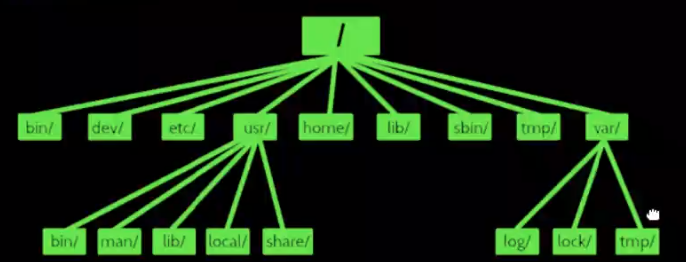 /
bin/ dev/ etc/ usr/ home/ lib/ sbin/ tmp/ var/
bin/ man/ lib/ local/ share/ log/ lock/ tmp/